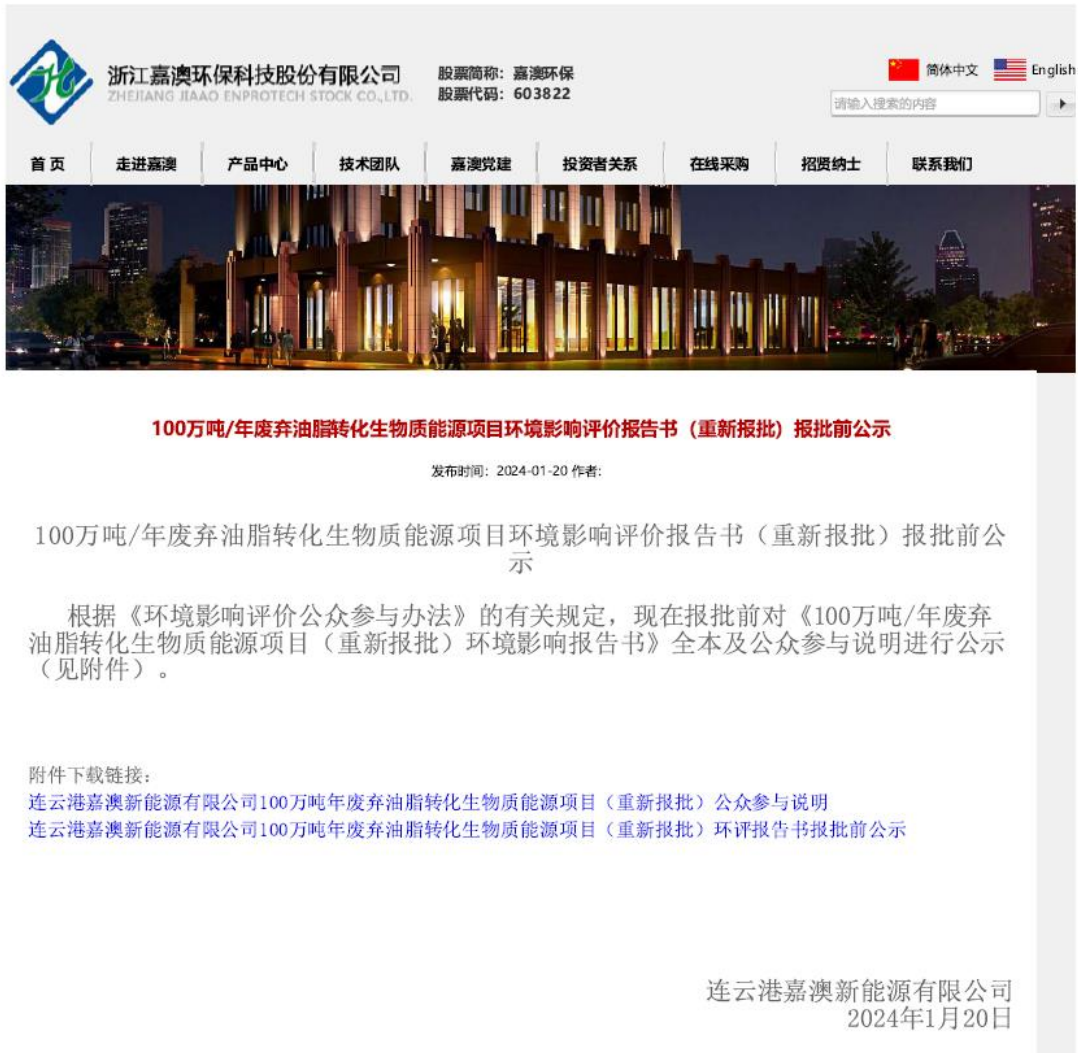 浙江嘉澳环保科技股份有限公司
ZHEJIANG JIAAO ENPROTECH STOCK CO.,LTD.
股票简称：嘉澳环保
股票代码：603822
简体中文 English
请输入搜索的内容
首 页 走进嘉澳 产品中心 技术团队 嘉澳党建 投资者关系 在线采购 招贤纳士 联系我们
100万吨/年废弃油脂转化生物质能源项目环境影响评价报告书（重新报批）报批前公示
发布时间：2024-01-20 作者:
100万吨/年废弃油脂转化生物质能源项目环境影响评价报告书（重新报批）报批前公
示
根据《环境影响评价公众参与办法》的有关规定，现在报批前对《100万吨/年废弃
油脂转化生物质能源项目（重新报批）环境影响报告书》全本及公众参与说明进行公示
（见附件）。
附件下载链接：
连云港嘉澳新能源有限公司100万吨年废弃油脂转化生物质能源项目（重新报批）公众参与说明
连云港嘉澳新能源有限公司100万吨年废弃油脂转化生物质能源项目（重新报批）环评报告书报批前公示
连云港嘉澳新能源有限公司
2024年1月20日